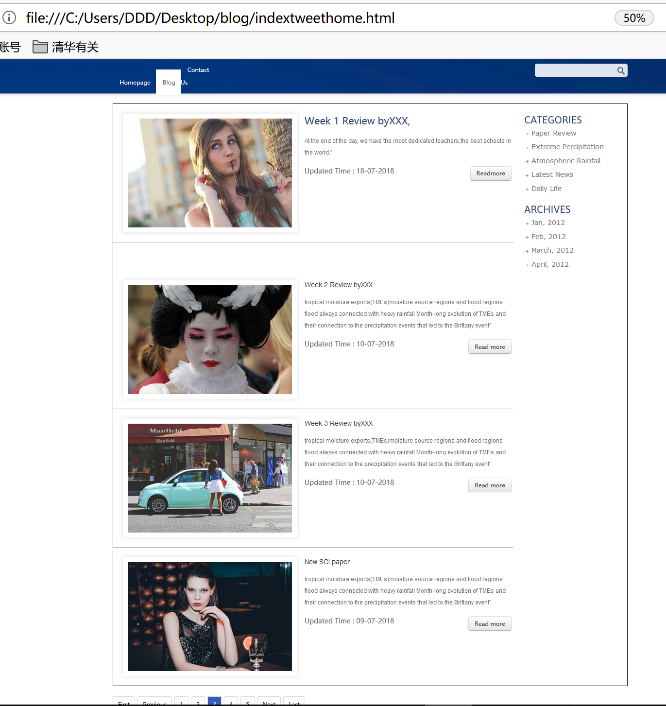 file:///C:/Users/DDD/Desktop/blog/indextweethome.html
50%
账号
清华有关
Homepage
Blog
Contact
Us
Week 1 Review byXXX,
At the end of the day, we have the most dedicated teachers,the best schools in
the world."
Updated Time : 18-07-2018
Readmore
Week 2 Review byXXX
tropical moisture exports(TMEs)moisture source regions and flood regions
flood always connected with heavy rainfall Month-long evolution of TMEs and
their connection to the precipitation events that led to the Brittany event"
Updated Time : 10-07-2018
Read more
Week 3 Review byXXX
Manfield
Manfield
tropical moisture exports(TMEs)moisture source regions and flood regions
flood always connected with heavy rainfall Month-long evolution of TMEs and
their connection to the precipitation events that led to the Brittany event"
Updated Time : 10-07-2018
Read more
New SCI paper
tropical moisture exports(TMEs)moisture source regions and flood regions
flood always connected with heavy rainfall Month-long evolution of TMEs and
their connection to the precipitation events that led to the Brittany event"
Updated Time : 09-07-2018
Read more
CATEGORIES
Paper Review
Extreme Percipitation
Atmospheric Rainfall
Latest News
Daily Life
ARCHIVES
Jan, 2012
Feb, 2012
March, 2012
April, 2012
First Previous 1 2 3 4 5 Next Last